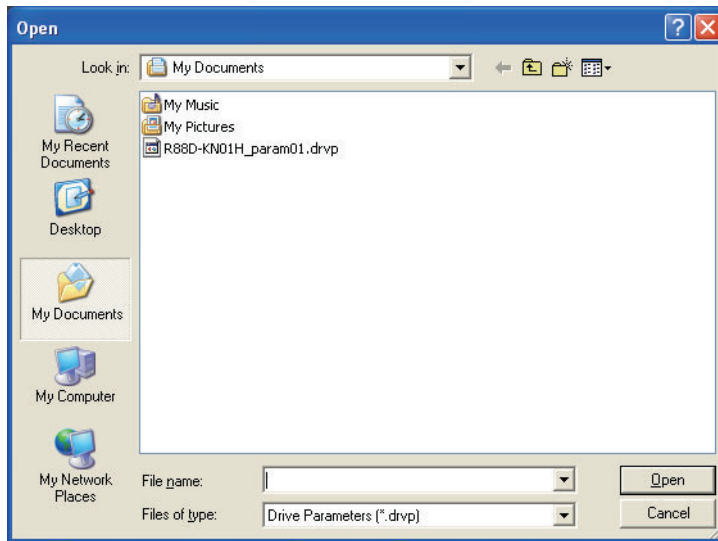 Open
Look in:
My Documents
My Music
My Pictures
R88D-KN01H_param01.drvp
My Recent
Documents
Desktop
My Documents
My Computer
My Network
Places
File name:
Open
Files of type:
Drive Parameters (*.drvp)
Cancel